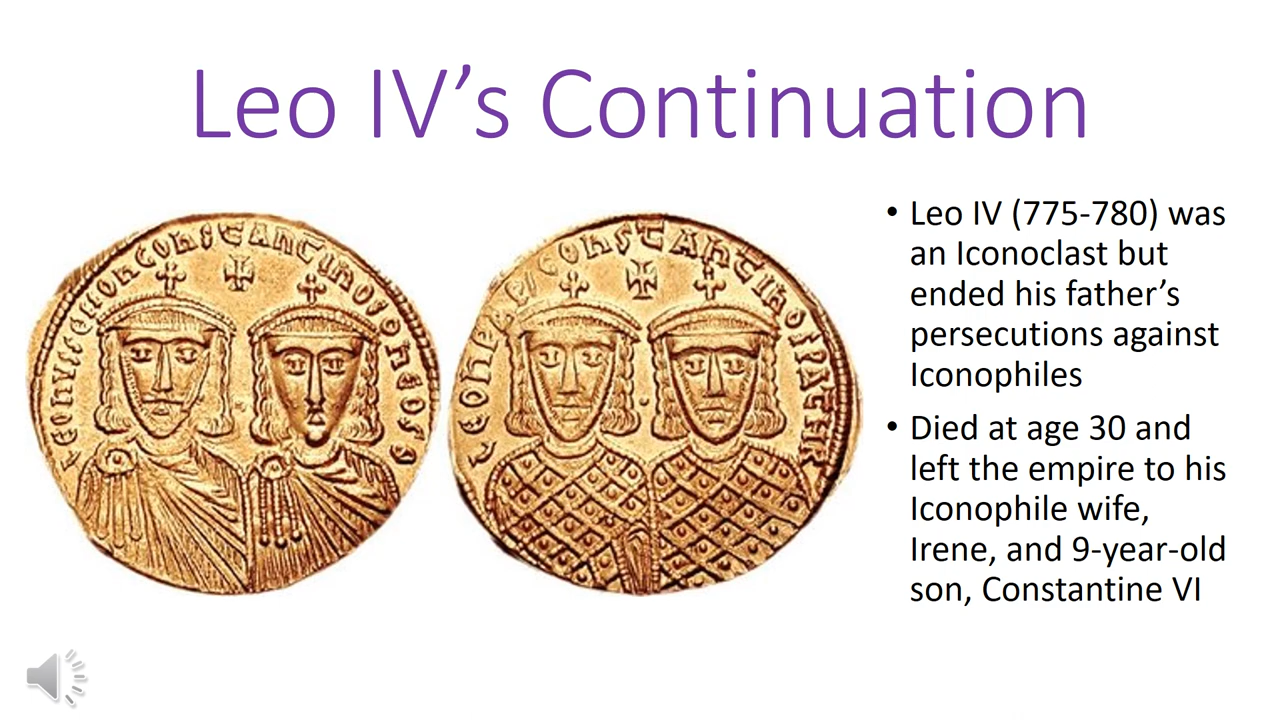 Leo IV’s Continuation
• Leo IV (775-780) was
an Iconoclast but
ended his father’s
persecutions against
Iconophiles
• Died at age 30 and
left the empire to his
Iconophile wife,
Irene, and 9-year-old
son, Constantine VI